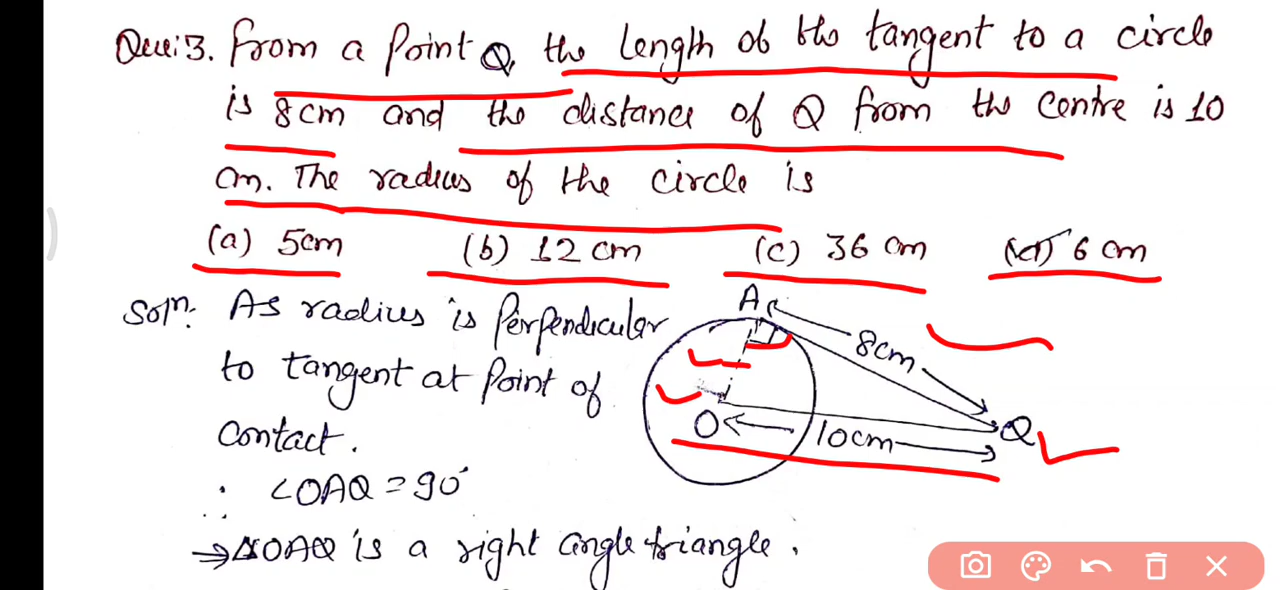 Que:3. From a Point Q, the length of the tangent to a circle
is 8cm and the distance of Q from the centre is 10
cm. The radius of the circle is
(a) 5cm (b) 12 cm (c) 36 cm (d) 6 cm
Soln: As radius is Perpendicular
to tangent at Point of
contact.
∴ ∠OAQ = 90°
⇒ ΔOAQ is a right angle triangle.
A
8cm
O
10cm
Q